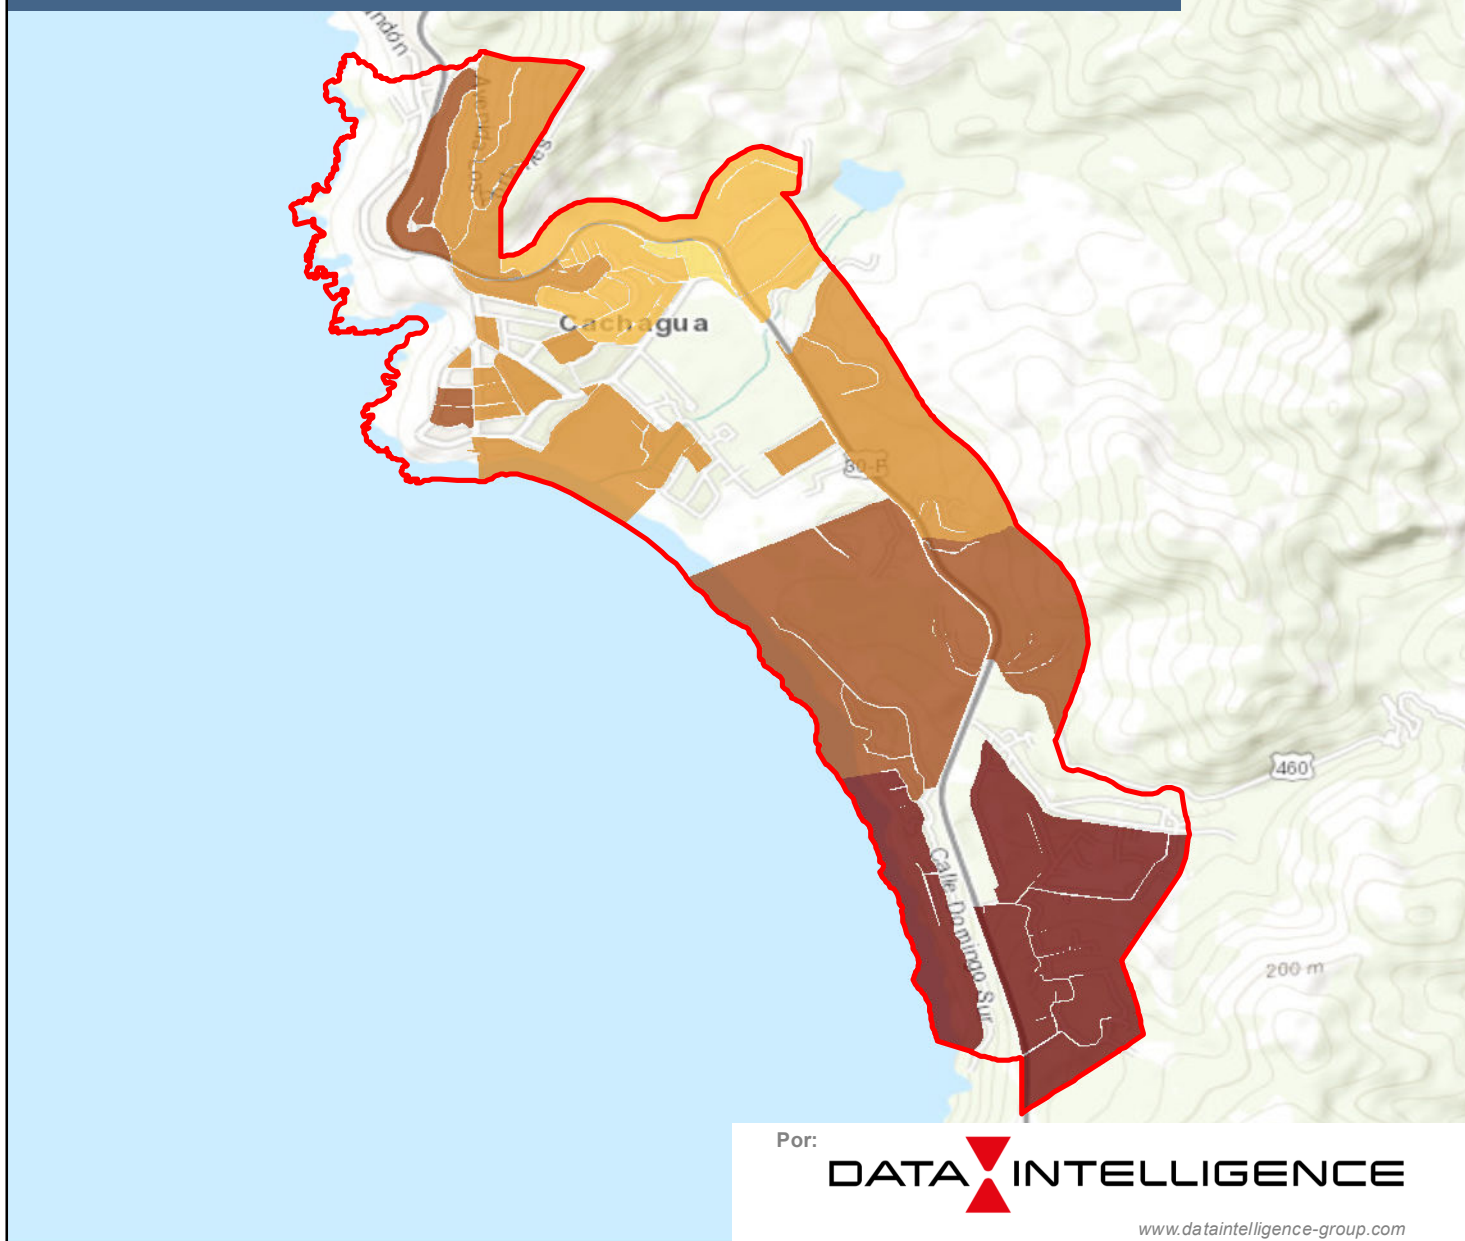 Cachagua
30-F
460
Calle Domingo Sur
200 m
Por:
DATA INTELLIGENCE
www.dataintelligence-group.com